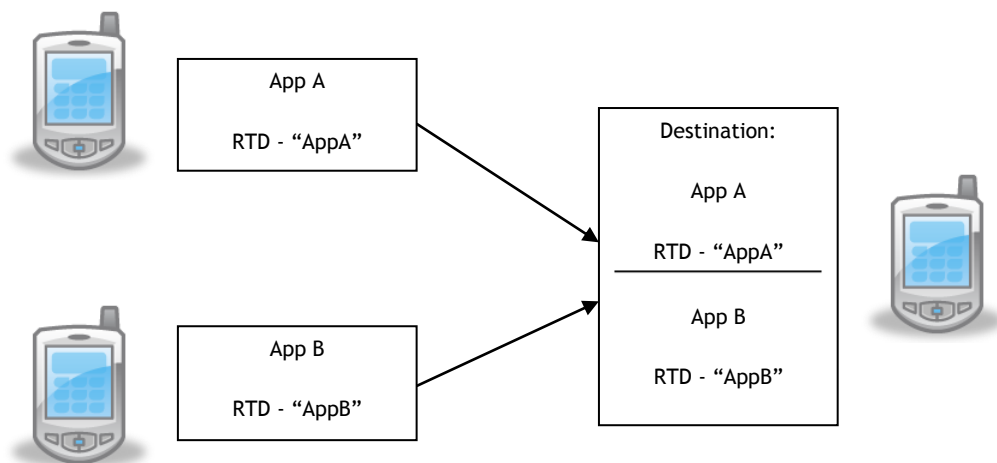 App A
RTD - “AppA”
Destination:
App A
RTD - “AppA”
App B
RTD - “AppB”
App B
RTD - “AppB”